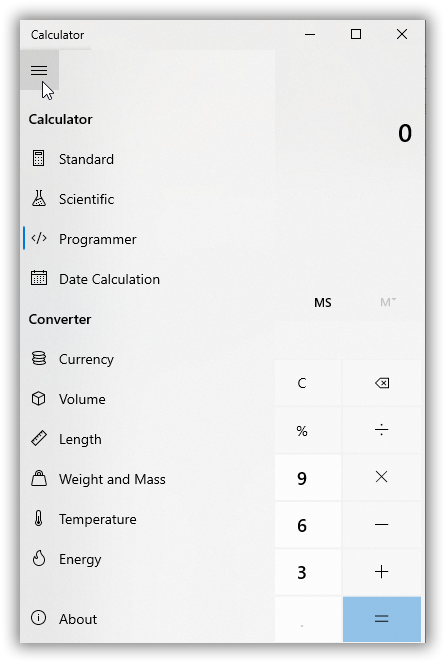 Calculator
0
Calculator
Standard
Scientific
</> Programmer
Date Calculation
MS M˅
Converter
Currency
C
Volume
%
Length
9
Weight and Mass
6
Temperature
3
Energy
.
About
÷
×
−
+
=